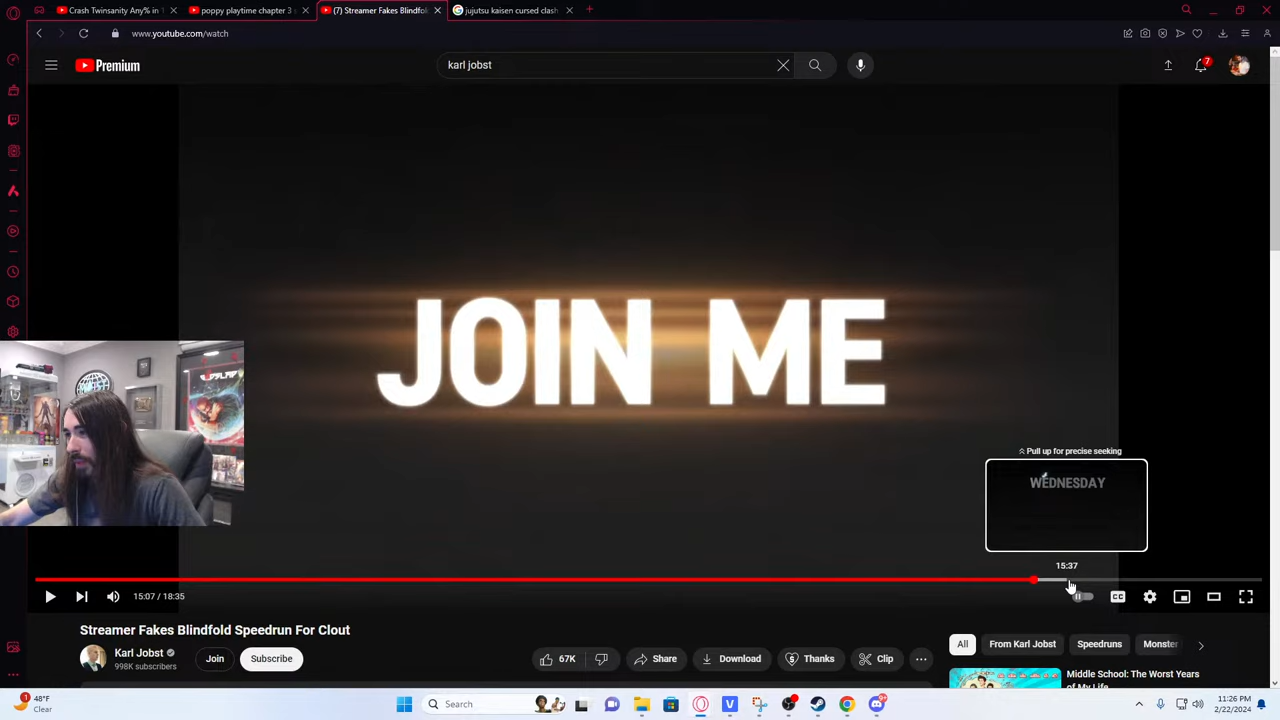 Crash Twinsanity Any% in
poppy playtime chapter 3
(7) Streamer Fakes Blindfol
jujutsu kaisen cursed clash
www.youtube.com/watch
Premium
karl jobst
7
JOIN ME
Pull up for precise seeking
WEDNESDAY
15:37
15:07 / 18:35
CC
Streamer Fakes Blindfold Speedrun For Clout
Karl Jobst
998K subscribers
Join
Subscribe
67K
Share
Download
Thanks
Clip
All
From Karl Jobst
Speedruns
Monster
Middle School: The Worst Years
of My Life
1
48°F
Clear
Search
11:26 PM
2/22/2024